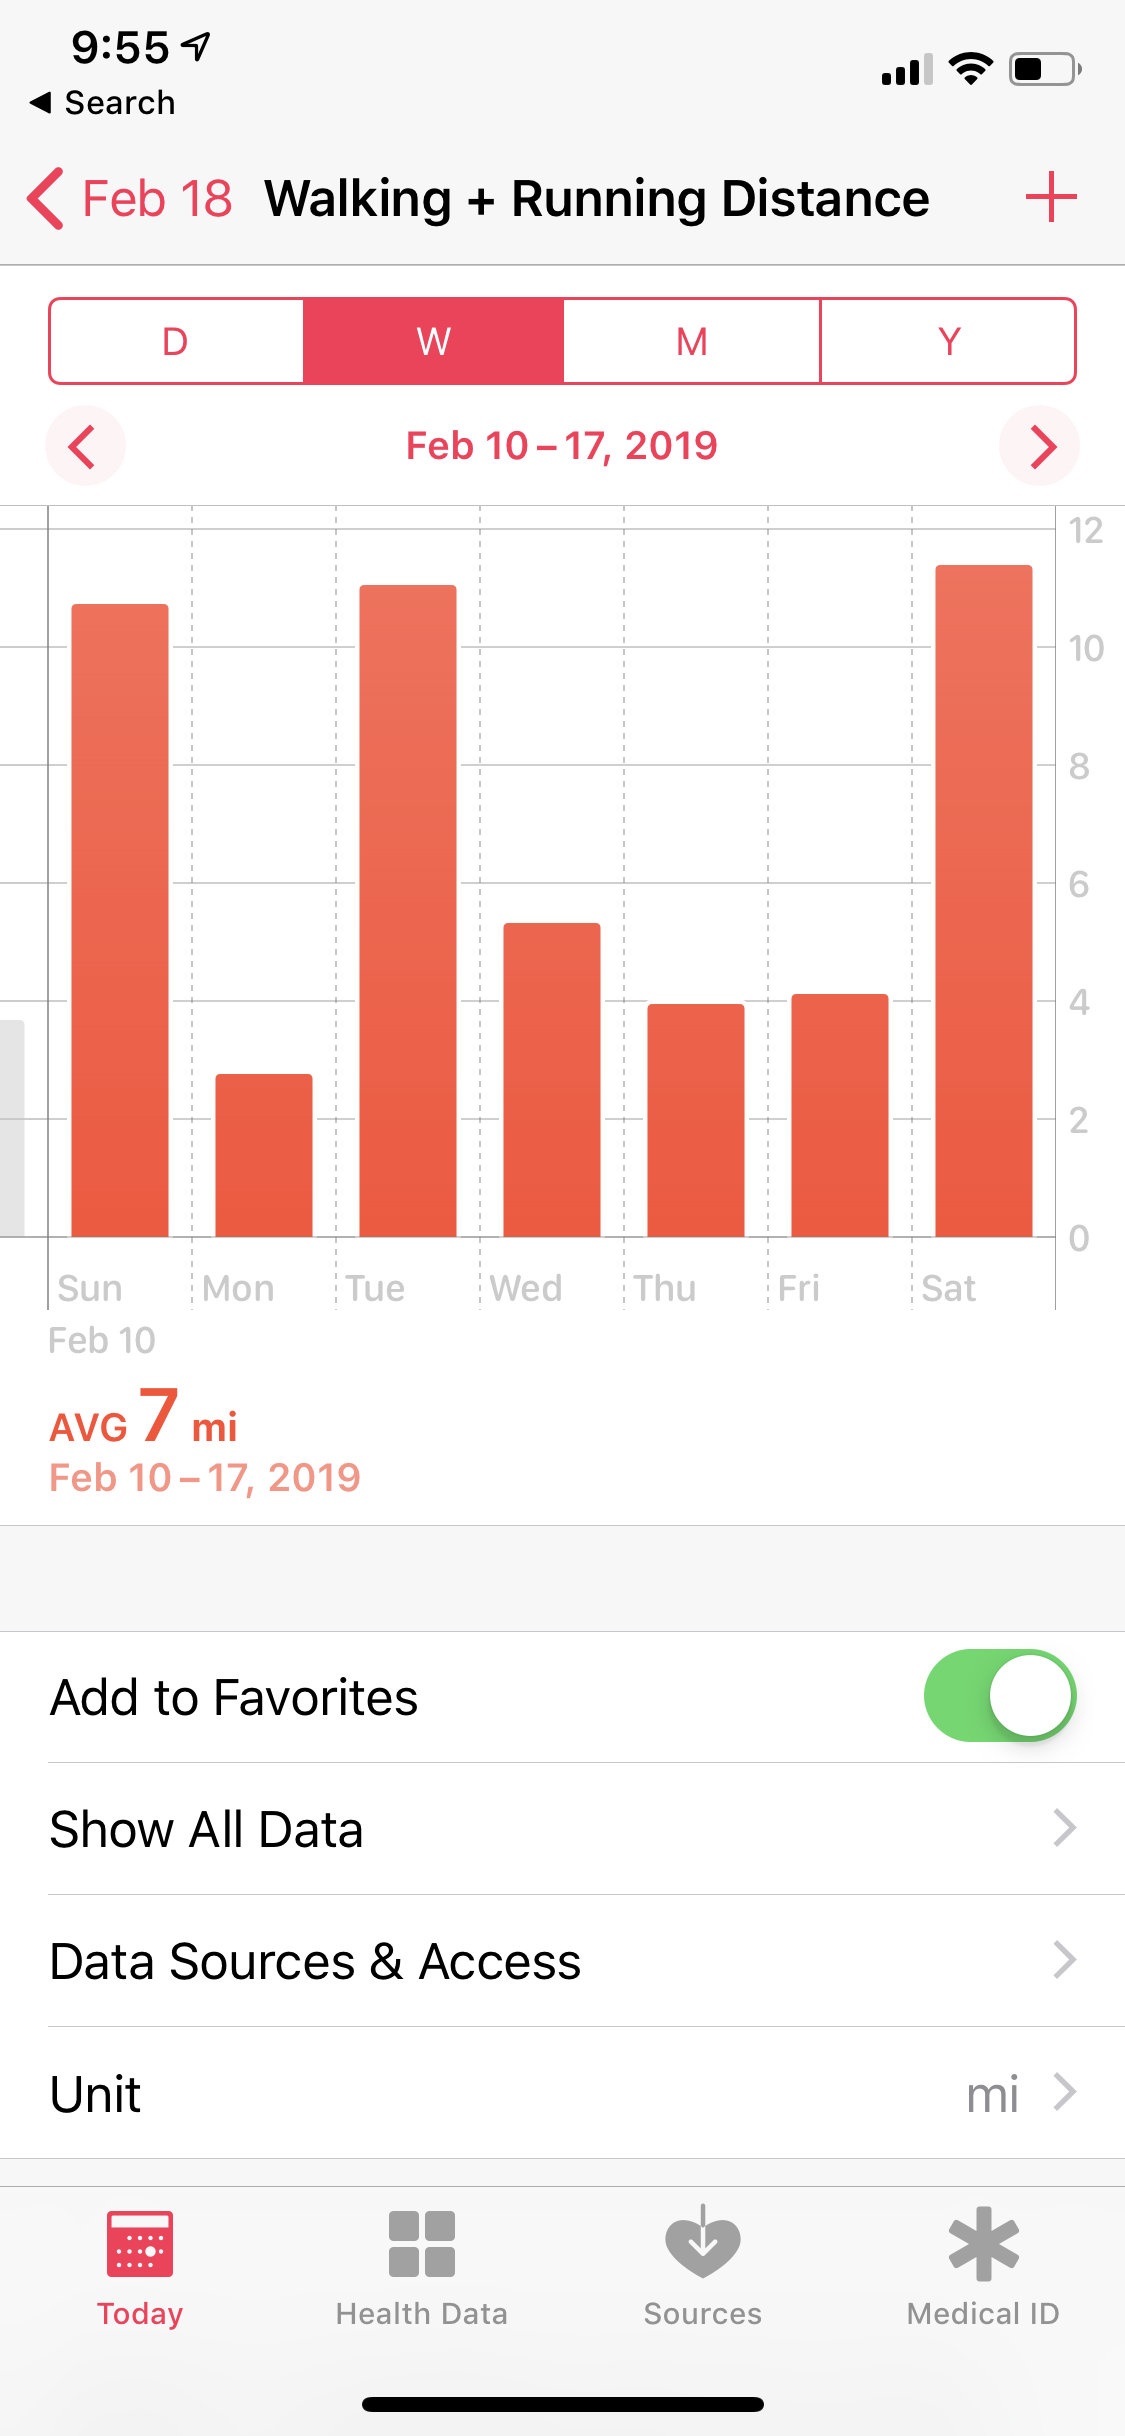 9:55
Search
Feb 18 Walking + Running Distance
D W M Y
Feb 10 – 17, 2019
12
10
8
6
4
2
0
Sun Mon Tue Wed Thu Fri Sat
Feb 10
AVG 7 mi
Feb 10 – 17, 2019
Add to Favorites
Show All Data
Data Sources & Access
Unit mi
Today Health Data Sources Medical ID